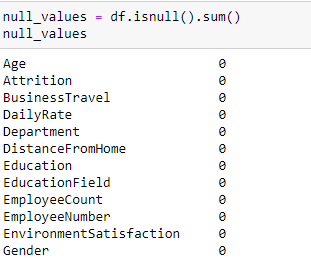 null_values = df.isnull().sum()
null_values
Age 0
Attrition 0
BusinessTravel 0
DailyRate 0
Department 0
DistanceFromHome 0
Education 0
EducationField 0
EmployeeCount 0
EmployeeNumber 0
EnvironmentSatisfaction 0
Gender 0